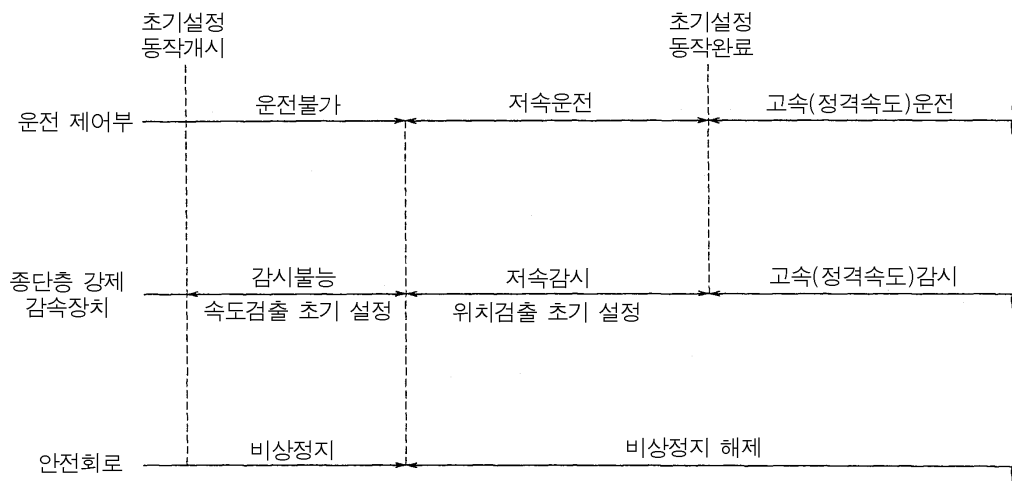 초기설정
동작개시
초기설정
동작완료
운전 제어부
운전불가
저속운전
고속(정격속도)운전
종단층 강제
감속장치
감시불능
저속감시
고속(정격속도)감시
속도검출 초기 설정
위치검출 초기 설정
안전회로
비상정지
비상정지 해제